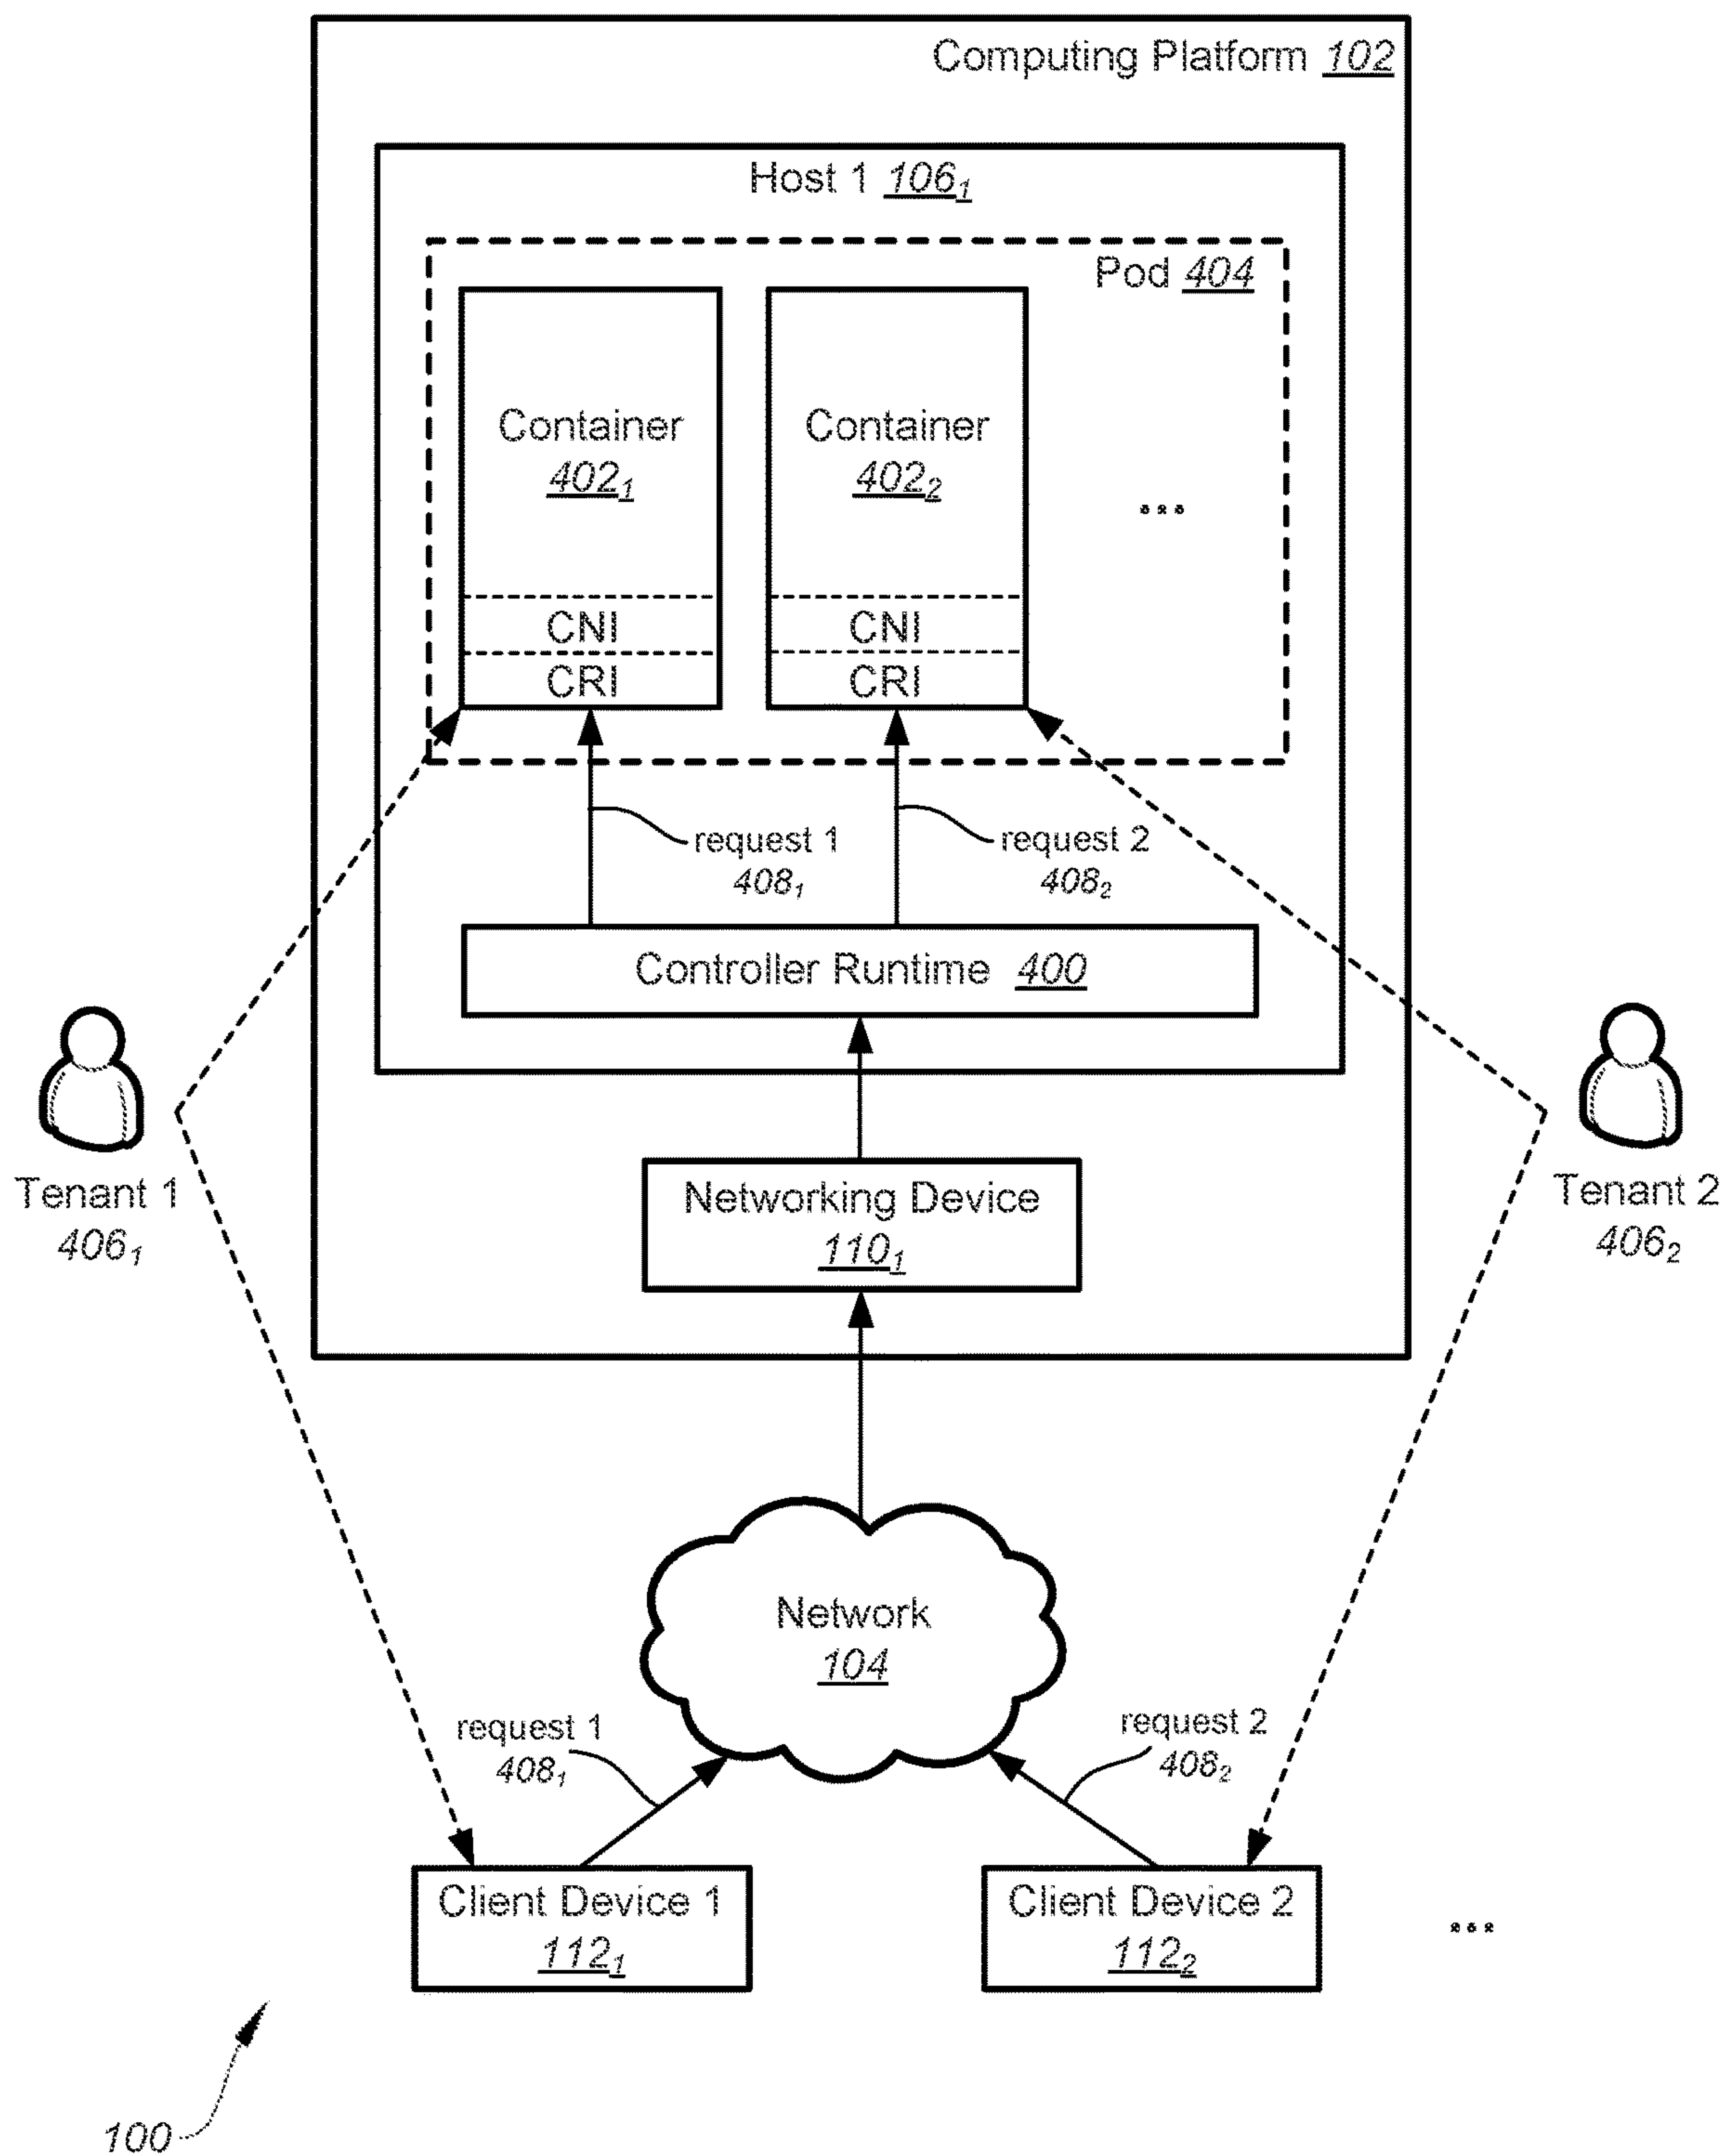 Computing Platform 102
Host 1 106₁
Pod 404
Container
402₁
Container
402₂
...
CNI
CRI
CNI
CRI
request 1
408₁
request 2
408₂
Controller Runtime 400
Tenant 1
406₁
Tenant 2
406₂
Networking Device
110₁
Network
104
request 1
408₁
request 2
408₂
Client Device 1
112₁
Client Device 2
112₂
...
100